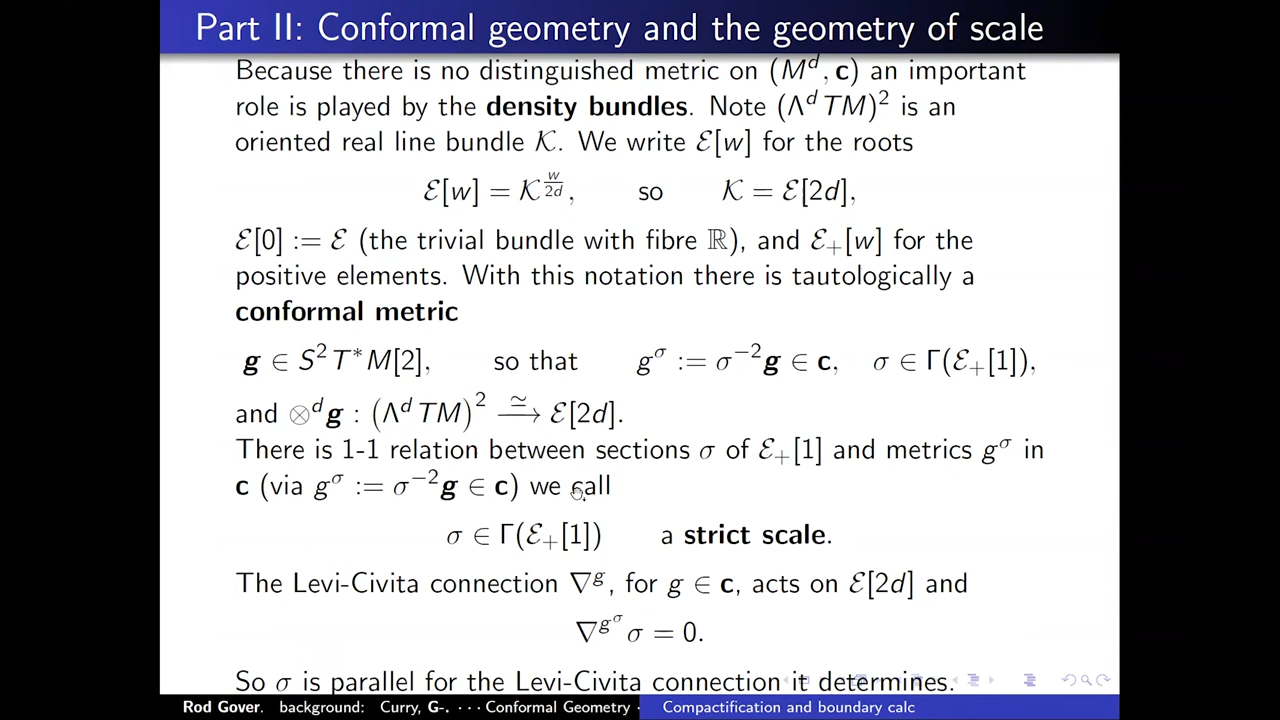 Part II: Conformal geometry and the geometry of scale
Because there is no distinguished metric on (M^d, c) an important
role is played by the density bundles. Note (Λ^d TM)^2 is an
oriented real line bundle 𝒦. We write ℰ[w] for the roots
ℰ[w] = 𝒦^{w/2d}, so 𝒦 = ℰ[2d],
ℰ[0] := ℰ (the trivial bundle with fibre ℝ), and ℰ₊[w] for the
positive elements. With this notation there is tautologically a
conformal metric
g ∈ S^2 T^*M[2], so that g^σ := σ^{−2}g ∈ c, σ ∈ Γ(ℰ₊[1]),
and ⊗^d g : (Λ^d TM)^2 ≃⟶ ℰ[2d].
There is 1-1 relation between sections σ of ℰ₊[1] and metrics g^σ in
c (via g^σ := σ^{−2}g ∈ c) we call
σ ∈ Γ(ℰ₊[1]) a strict scale.
The Levi-Civita connection ∇^g, for g ∈ c, acts on ℰ[2d] and
∇^{g^σ} σ = 0.
So σ is parallel for the Levi-Civita connection it determines.
Rod Gover. background: Curry, G-. ··· Conformal Geometry · Compactification and boundary calc